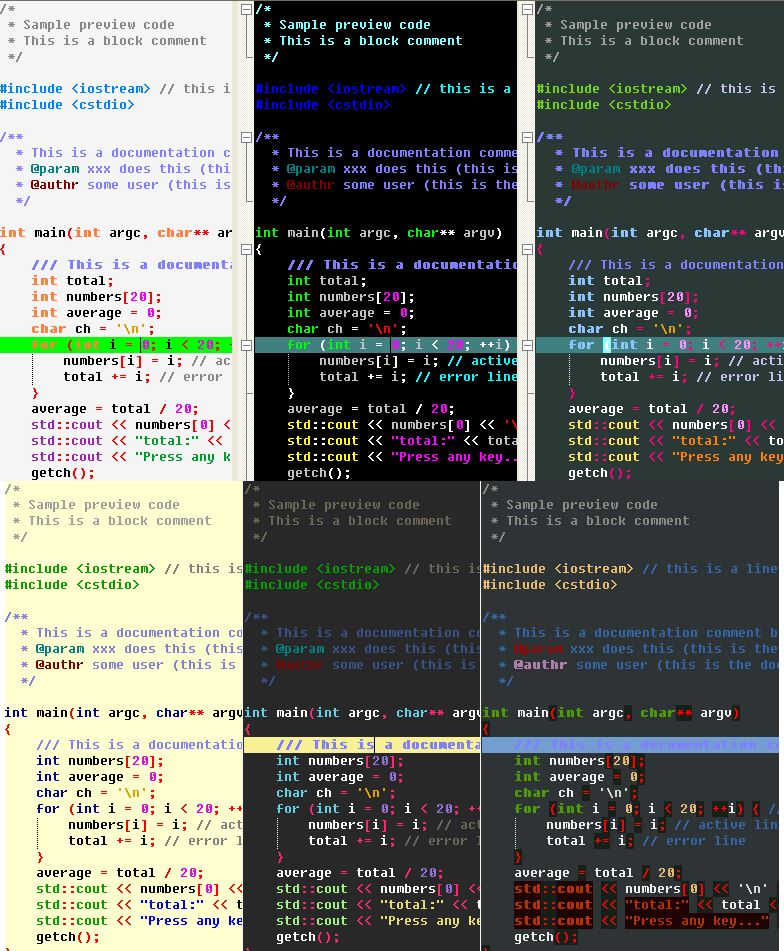 /*
 * Sample preview code
 * This is a block comment
 */
#include <iostream> // this i
#include <cstdio>
/**
  * This is a documentation c
  * @param xxx does this (thi
  * @authr some user (this is
  */
int main(int argc, char** ar
{
    /// This is a documenta
    int total;
    int numbers[20];
    int average = 0;
    char ch = '\n';
    for (int i = 0; i < 20; +
        numbers[i] = i; // ac
        total += i; // error
    }
    average = total / 20;
    std::cout << numbers[0] <
    std::cout << "total:" <<
    std::cout << "Press any k
    getch();
/*
 * Sample preview code
 * This is a block comment
 */
#include <iostream> // this is a
#include <cstdio>
/**
  * This is a documentation comme
  * @param xxx does this (this is
  * @authr some user (this is the
  */
int main(int argc, char** argv)
{
    /// This is a documentatio
    int total;
    int numbers[20];
    int average = 0;
    char ch = '\n';
    for (int i = 0; i < 20; ++i)
        numbers[i] = i; // active
        total += i; // error line
    }
    average = total / 20;
    std::cout << numbers[0] << '\
    std::cout << "total:" << tota
    std::cout << "Press any key..
    getch();
/*
 * Sample preview code
 * This is a block comment
 */
#include <iostream> // this is
#include <cstdio>
/**
  * This is a documentation
  * @param xxx does this (th
  * @authr some user (this i
  */
int main(int argc, char** argv
{
    /// This is a documentation
    int total;
    int numbers[20];
    int average = 0;
    char ch = '\n';
    for (int i = 0; i < 20; ++
        numbers[i] = i; // acti
        total += i; // error li
    }
    average = total / 20;
    std::cout << numbers[0] <<
    std::cout << "total:" << to
    std::cout << "Press any key
    getch();
/*
 * Sample preview code
 * This is a block comment
 */
#include <iostream> // this is
#include <cstdio>
/**
  * This is a documentation co
  * @param xxx does this (this
  * @authr some user (this is
  */
int main(int argc, char** argv
{
    /// This is a documentatio
    int numbers[20];
    int average = 0;
    char ch = '\n';
    for (int i = 0; i < 20; ++
        numbers[i] = i; // act
        total += i; // error l
    }
    average = total / 20;
    std::cout << numbers[0] <<
    std::cout << "total:" << t
    std::cout << "Press any ke
    getch();
/*
 * Sample preview code
 * This is a block comment
 */
#include <iostream> // this is
#include <cstdio>
/**
  * This is a documentation co
  * @param xxx does this (this
  * @authr some user (this is
  */
int main(int argc, char** argv
{
    /// This is a documenta
    int numbers[20];
    int average = 0;
    char ch = '\n';
    for (int i = 0; i < 20; ++
        numbers[i] = i; // ac
        total += i; // error
    }
    average = total / 20;
    std::cout << numbers[0] <<
    std::cout << "total:" << t
    std::cout << "Press any ke
    getch();
/*
 * Sample preview code
 * This is a block comment
 */
#include <iostream> // this is a line
#include <cstdio>
/**
  * This is a documentation comment b
  * @param xxx does this (this is the
  * @authr some user (this is the doc
  */
int main(int argc, char** argv)
{
    /// This is a documentation co
    int numbers[20];
    int average = 0;
    char ch = '\n';
    for (int i = 0; i < 20; ++i) { //
        numbers[i] = i; // active lin
        total += i; // error line
    }
    average = total / 20;
    std::cout << numbers[0] << '\n' <
    std::cout << "total:" << total <
    std::cout << "Press any key..."
    getch();